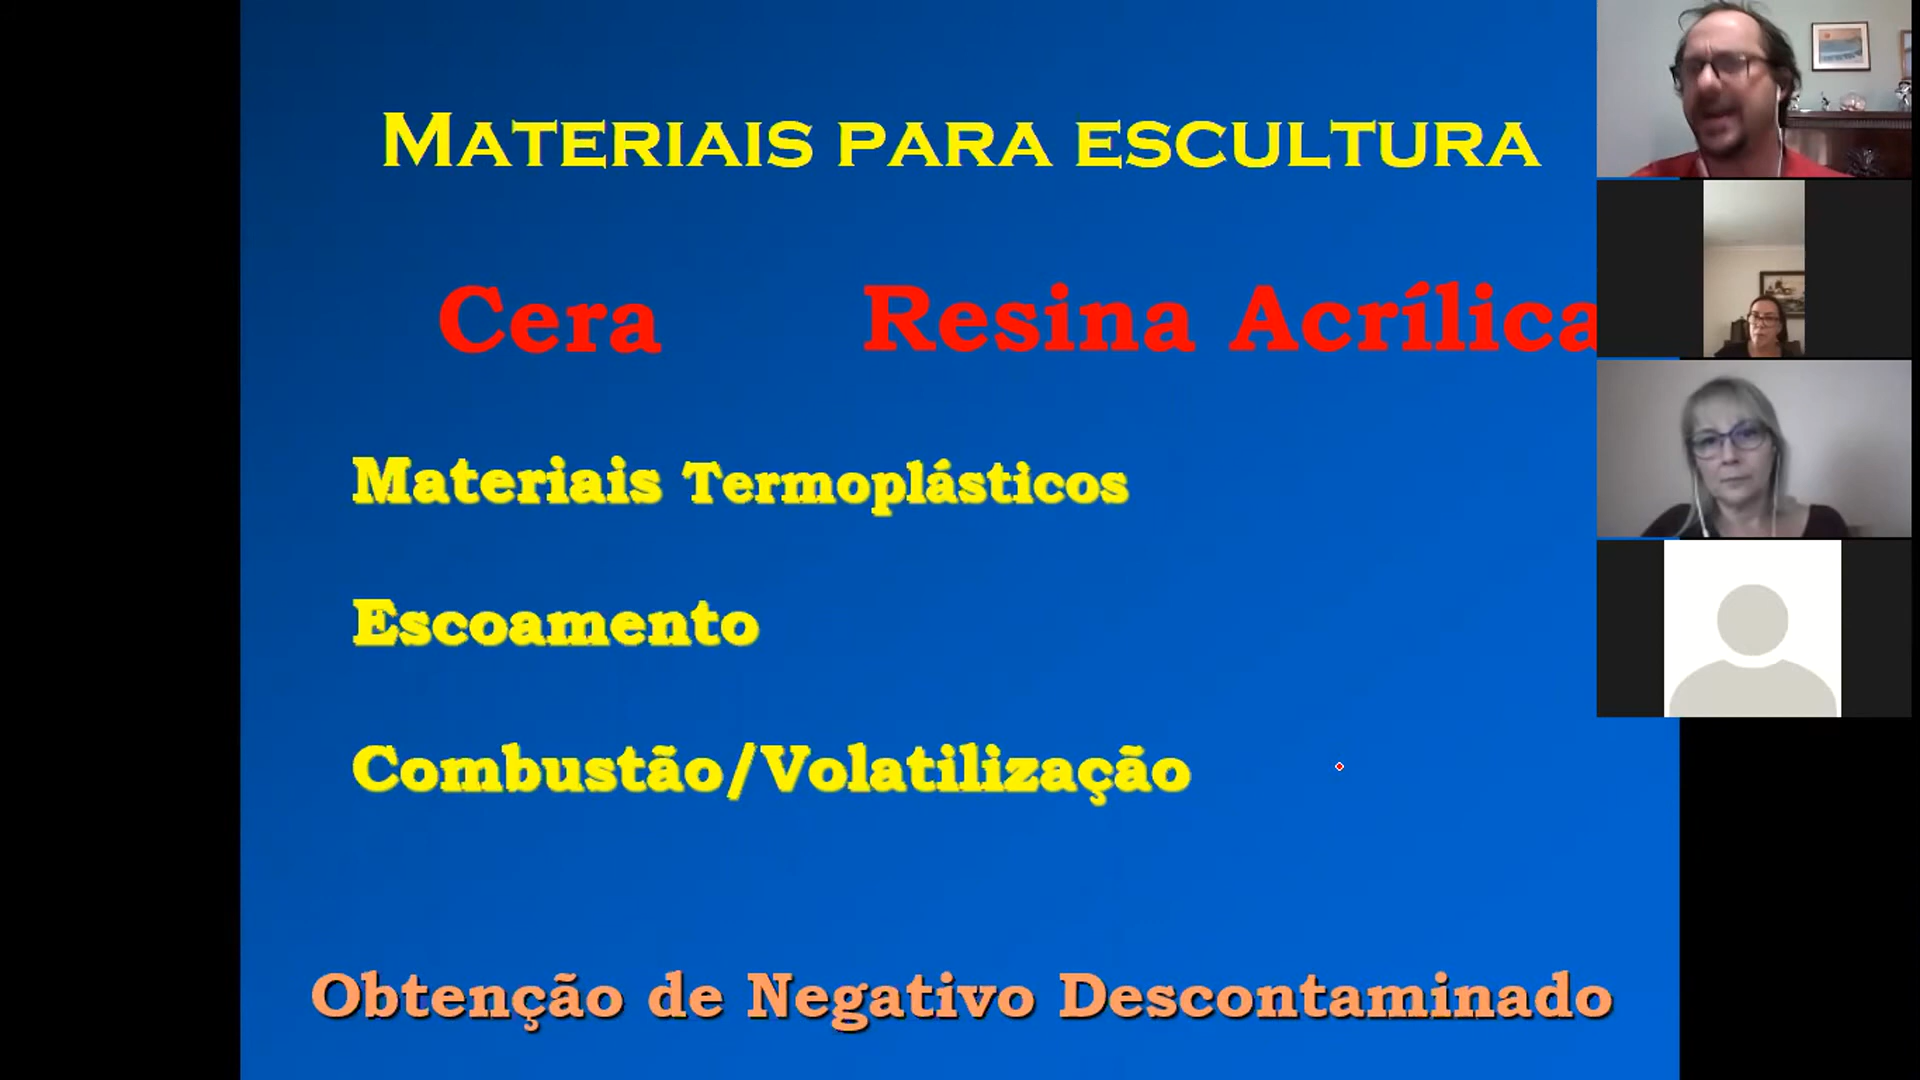 MATERIAIS PARA ESCULTURA
Cera Resina Acrílica
Materiais Termoplásticos
Escoamento
Combustão/Volatilização
Obtenção de Negativo Descontaminado